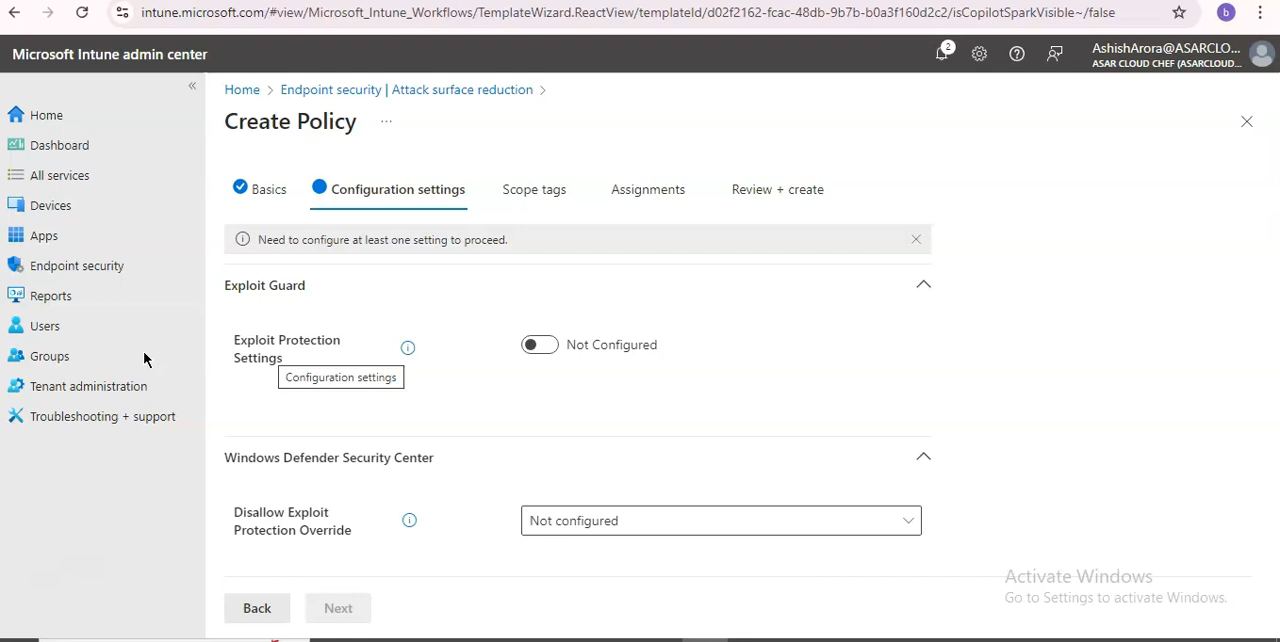 intune.microsoft.com/#view/Microsoft_Intune_Workflows/TemplateWizard.ReactView/templateId/d02f2162-fcac-48db-9b7b-b0a3f160d2c2/isCopilotSparkVisible~/false
b
Microsoft Intune admin center
2
AshishArora@ASARCLO...
ASAR CLOUD CHEF (ASARCLOUD...
Home
Dashboard
All services
Devices
Apps
Endpoint security
Reports
Users
Groups
Tenant administration
Troubleshooting + support
Home > Endpoint security | Attack surface reduction >
Create Policy ...
Basics Configuration settings Scope tags Assignments Review + create
Need to configure at least one setting to proceed.
Exploit Guard
Exploit Protection
Settings
Not Configured
Configuration settings
Windows Defender Security Center
Disallow Exploit
Protection Override
Not configured
Back Next
Activate Windows
Go to Settings to activate Windows.